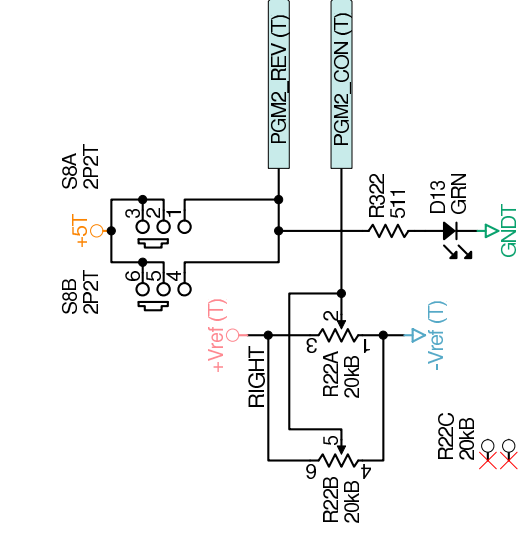 PGM2_REV (T)
PGM2_CON (T)
S8A
2P2T
3
2
1
+5T
6
5
4
S8B
2P2T
R322
511
D13
GRN
GNDT
+Vref (T)
RIGHT
3
2
1
R22A
20kB
-Vref (T)
6
5
4
R22B
20kB
R22C
20kB